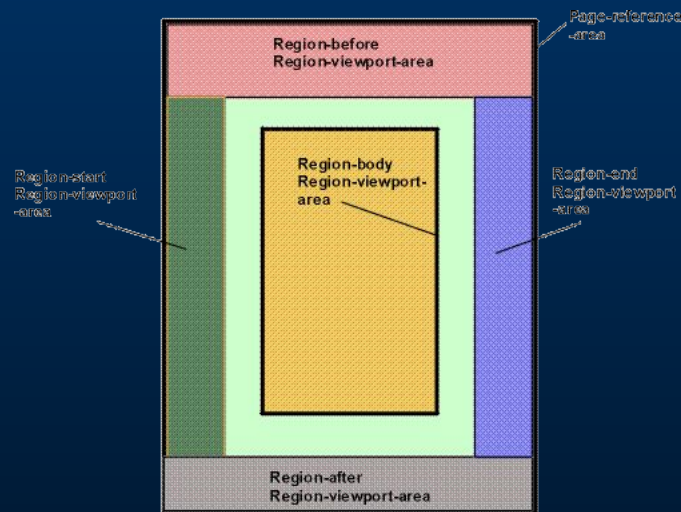 Page-reference
-area
Region-before
Region-viewport-area
Region-body
Region-viewport-
area
Region-start
Region-viewport
-area
Region-end
Region-viewport
-area
Region-after
Region-viewport-area